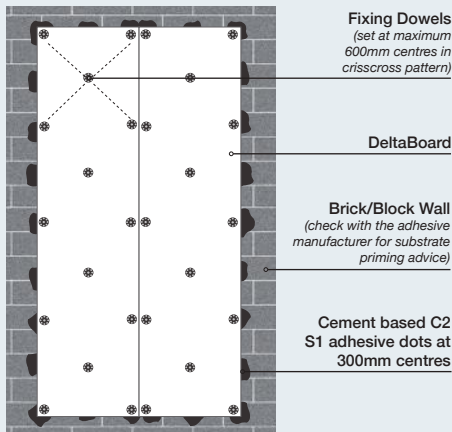 Fixing Dowels
(set at maximum
600mm centres in
crisscross pattern)
DeltaBoard
Brick/Block Wall
(check with the adhesive
manufacturer for substrate
priming advice)
Cement based C2
S1 adhesive dots at
300mm centres